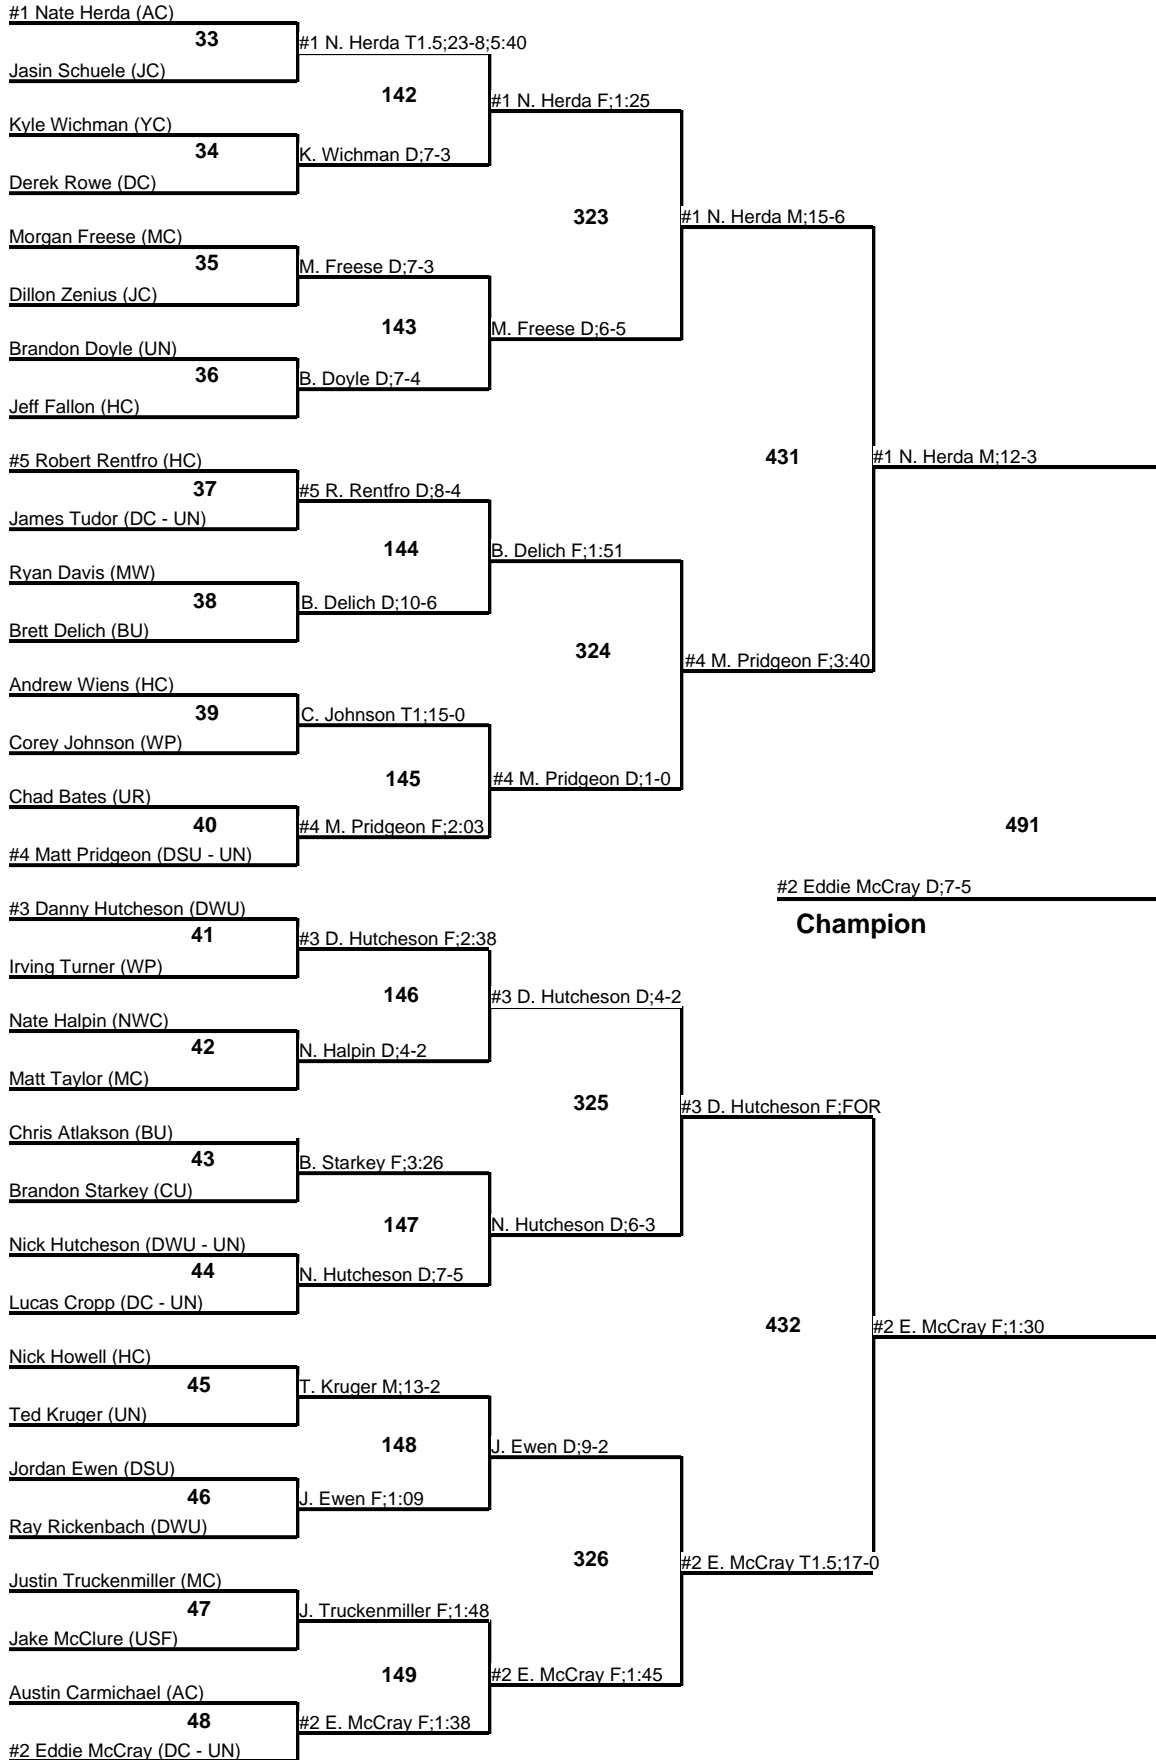 #1 Nate Herda (AC)
33
#1 N. Herda T1.5;23-8;5:40
Jasin Schuele (JC)
142
#1 N. Herda F;1:25
Kyle Wichman (YC)
34
K. Wichman D;7-3
Derek Rowe (DC)
323
#1 N. Herda M;15-6
Morgan Freese (MC)
35
M. Freese D;7-3
Dillon Zenius (JC)
143
M. Freese D;6-5
Brandon Doyle (UN)
36
B. Doyle D;7-4
Jeff Fallon (HC)
431
#1 N. Herda M;12-3
#5 Robert Rentfro (HC)
37
#5 R. Rentfro D;8-4
James Tudor (DC - UN)
144
B. Delich F;1:51
Ryan Davis (MW)
38
B. Delich D;10-6
Brett Delich (BU)
324
#4 M. Pridgeon F;3:40
Andrew Wiens (HC)
39
C. Johnson T1;15-0
Corey Johnson (WP)
145
#4 M. Pridgeon D;1-0
Chad Bates (UR)
40
#4 M. Pridgeon F;2:03
#4 Matt Pridgeon (DSU - UN)
491
#2 Eddie McCray D;7-5
Champion
#3 Danny Hutcheson (DWU)
41
#3 D. Hutcheson F;2:38
Irving Turner (WP)
146
#3 D. Hutcheson D;4-2
Nate Halpin (NWC)
42
N. Halpin D;4-2
Matt Taylor (MC)
325
#3 D. Hutcheson F;FOR
Chris Atlakson (BU)
43
B. Starkey F;3:26
Brandon Starkey (CU)
147
N. Hutcheson D;6-3
Nick Hutcheson (DWU - UN)
44
N. Hutcheson D;7-5
Lucas Cropp (DC - UN)
432
#2 E. McCray F;1:30
Nick Howell (HC)
45
T. Kruger M;13-2
Ted Kruger (UN)
148
J. Ewen D;9-2
Jordan Ewen (DSU)
46
J. Ewen F;1:09
Ray Rickenbach (DWU)
326
#2 E. McCray T1.5;17-0
Justin Truckenmiller (MC)
47
J. Truckenmiller F;1:48
Jake McClure (USF)
149
#2 E. McCray F;1:45
Austin Carmichael (AC)
48
#2 E. McCray F;1:38
#2 Eddie McCray (DC - UN)